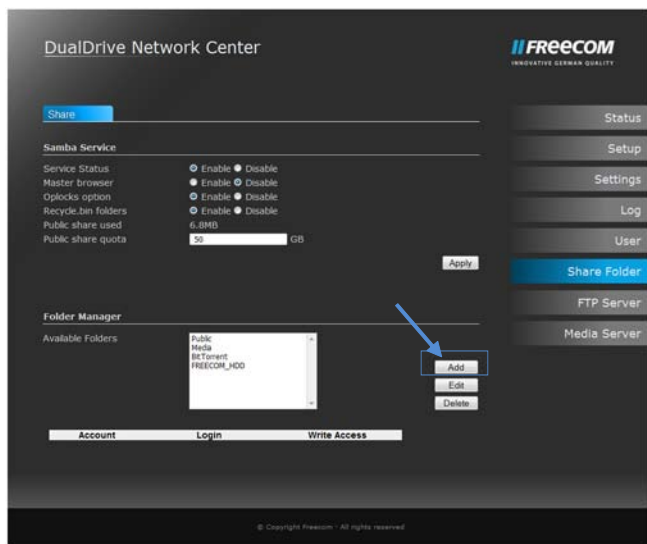 DualDrive Network Center
FREECOM
INNOVATIVE GERMAN QUALITY
Share
Samba Service
Service Status Enable Disable
Master browser Enable Disable
Oplocks option Enable Disable
Recycle.bin folders Enable Disable
Public share used 6.8MB
Public share quota 50 GB
Apply
Folder Manager
Available Folders
Public
Media
BitTorrent
FREECOM_HDD
Add
Edit
Delete
Account Login Write Access
Status
Setup
Settings
Log
User
Share Folder
FTP Server
Media Server
© Copyright Freecom - All rights reserved